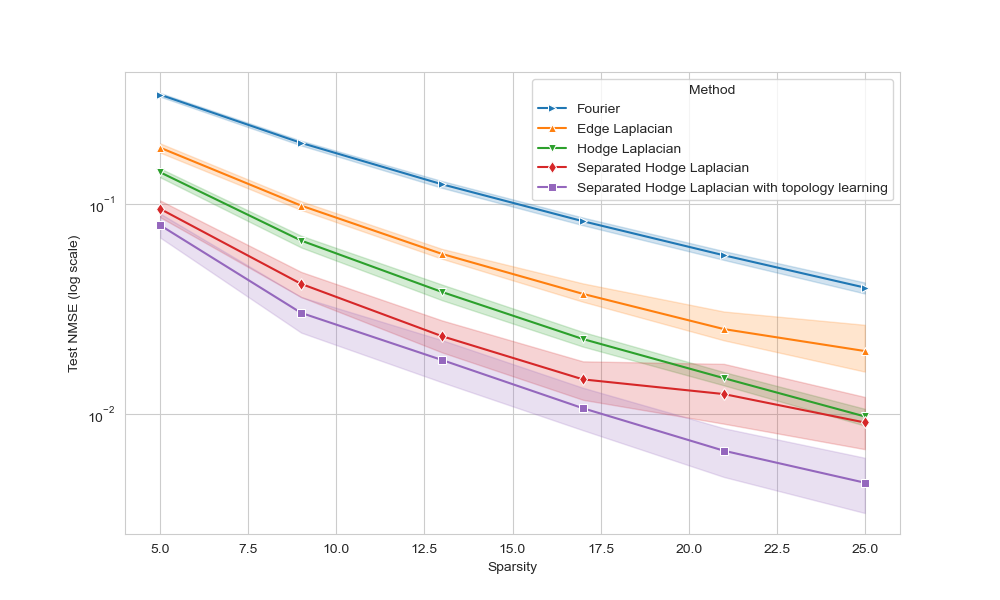 Method
Fourier
Edge Laplacian
Hodge Laplacian
Separated Hodge Laplacian
Separated Hodge Laplacian with topology learning
Test NMSE (log scale)
10⁻¹
10⁻²
5.0 7.5 10.0 12.5 15.0 17.5 20.0 22.5 25.0
Sparsity